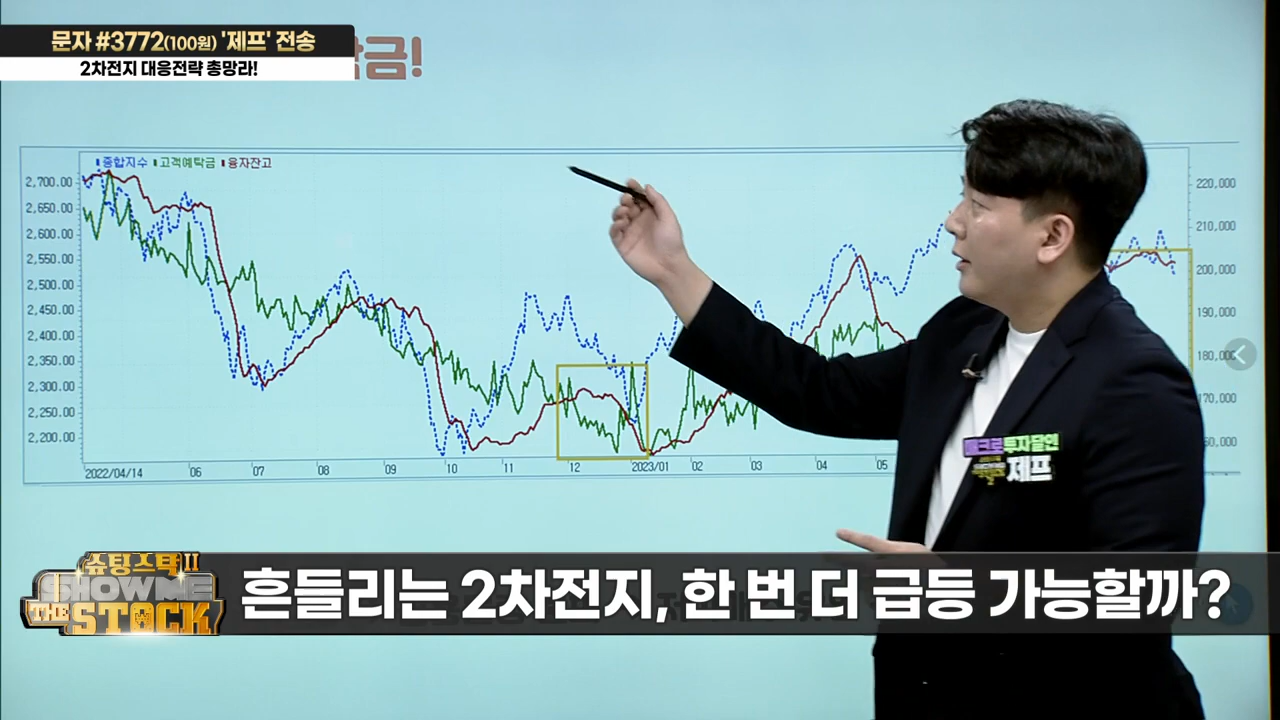 문자 #3772(100원) '제프' 전송
2차전지 대응전략 총망라!
금!
종합지수 고객예탁금 융자잔고
2,700.00
2,650.00
2,600.00
2,550.00
2,500.00
2,450.00
2,400.00
2,350.00
2,300.00
2,250.00
2,200.00
220,000
210,000
200,000
190,000
180,000
170,000
60,000
2022/04/14 06 07 08 09 10 11 12 2023/01 02 03 04 05
매크로 투자달인
제프
슈팅스탁II
SHOW ME
THE STOCK
흔들리는 2차전지, 한 번 더 급등 가능할까?